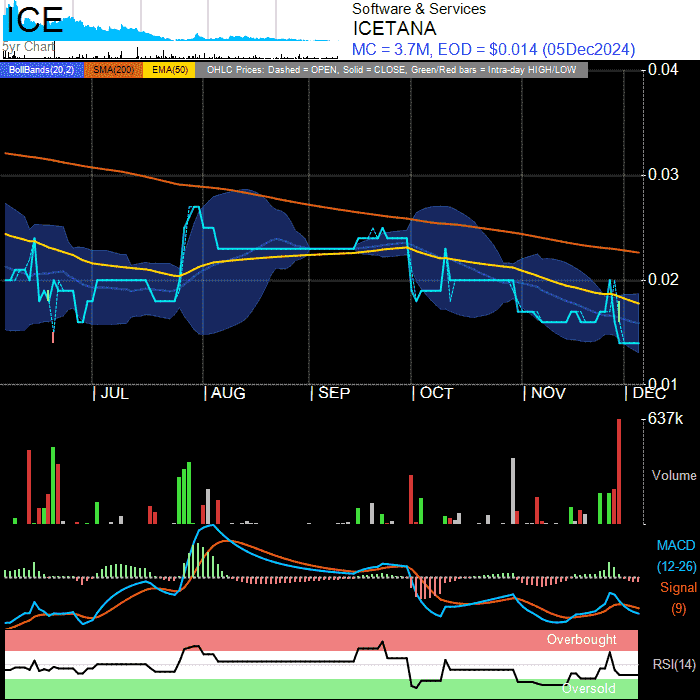 ICE
5yr Chart
Software & Services
ICETANA
MC = 3.7M, EOD = $0.014 (05Dec2024)
BollBands(20,2) SMA(200) EMA(50) OHLC Prices: Dashed = OPEN, Solid = CLOSE, Green/Red bars = Intra-day HIGH/LOW
0.04
0.03
0.02
0.01
JUL AUG SEP OCT NOV DEC
637k
Volume
MACD
(12-26)
Signal
(9)
Overbought
RSI(14)
Oversold